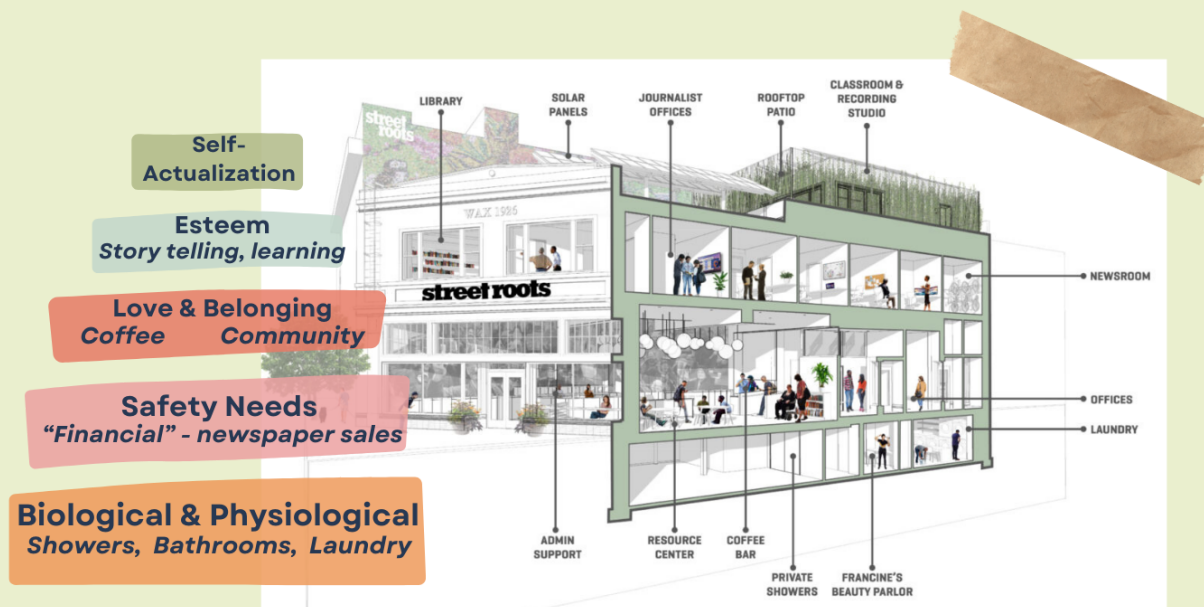 Self-
Actualization
Esteem
Story telling, learning
Love & Belonging
Coffee Community
Safety Needs
“Financial” - newspaper sales
Biological & Physiological
Showers, Bathrooms, Laundry
LIBRARY
SOLAR
PANELS
JOURNALIST
OFFICES
ROOFTOP
PATIO
CLASSROOM &
RECORDING
STUDIO
street
roots
WAX 1926
street roots
NEWSROOM
OFFICES
LAUNDRY
ADMIN
SUPPORT
RESOURCE
CENTER
COFFEE
BAR
PRIVATE
SHOWERS
FRANCINE'S
BEAUTY PARLOR